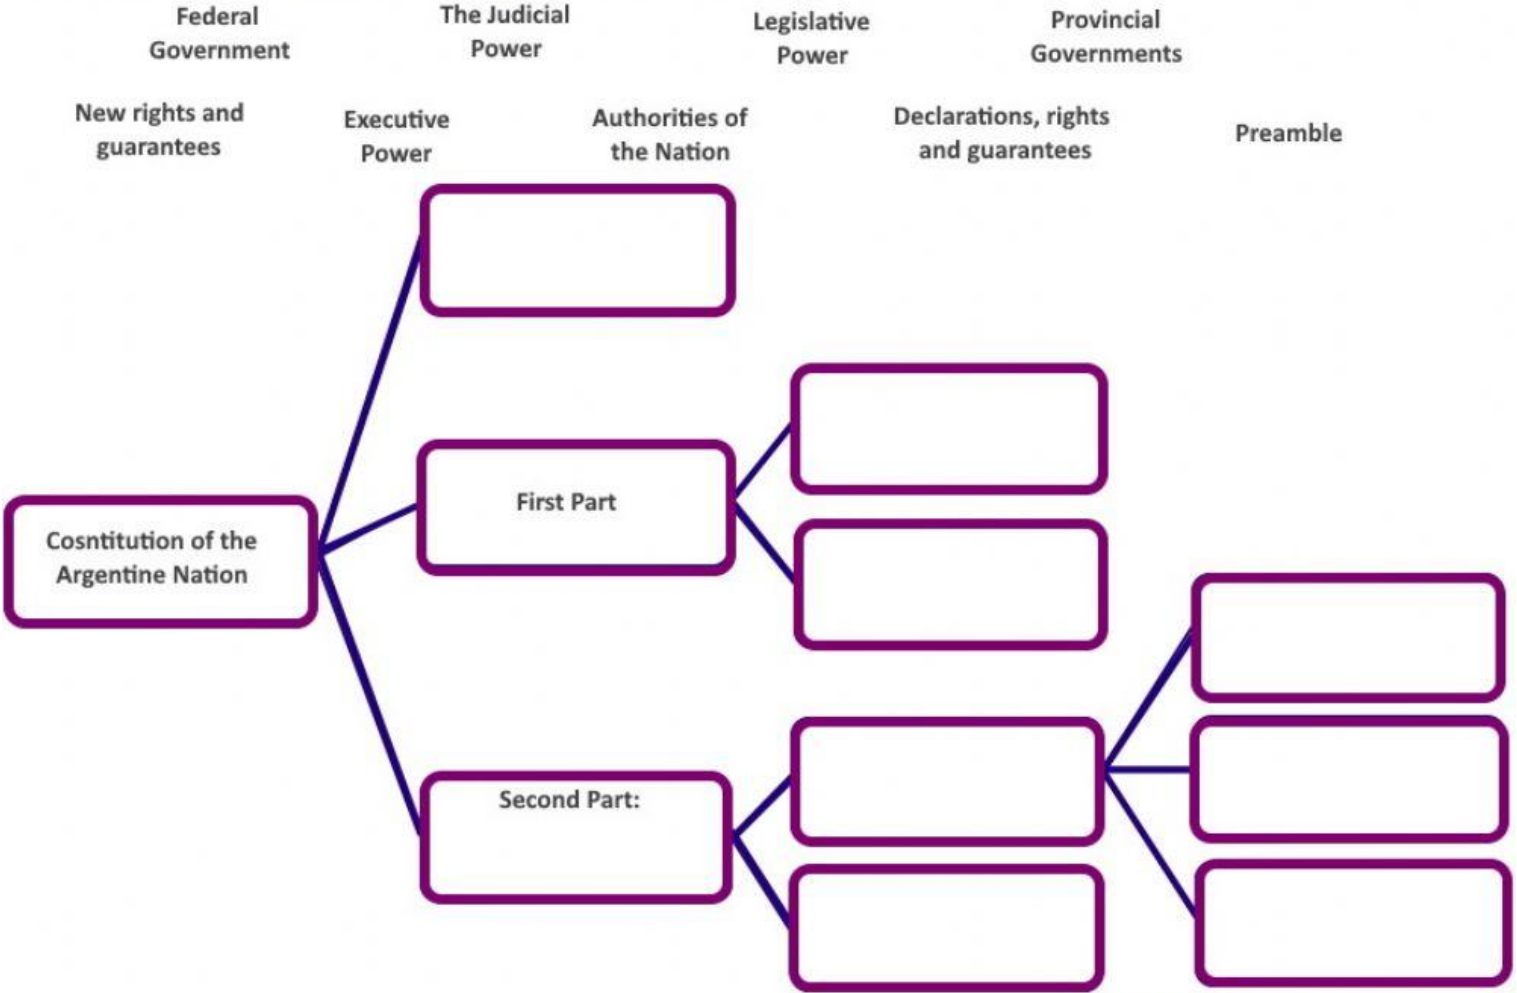 Federal
Government
The Judicial
Power
Legislative
Power
Provincial
Governments
New rights and
guarantees
Executive
Power
Authorities of
the Nation
Declarations, rights
and guarantees
Preamble
First Part
Cosntitution of the
Argentine Nation
Second Part: